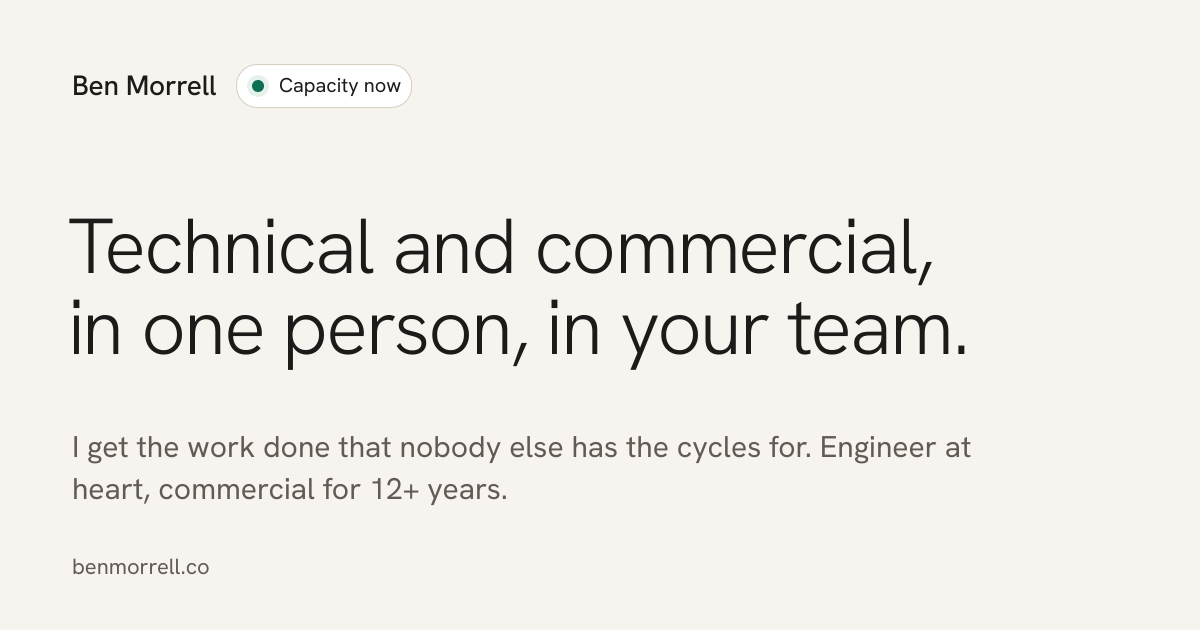 Ben Morrell
Capacity now
Technical and commercial,
in one person, in your team.
I get the work done that nobody else has the cycles for. Engineer at
heart, commercial for 12+ years.
benmorrell.co